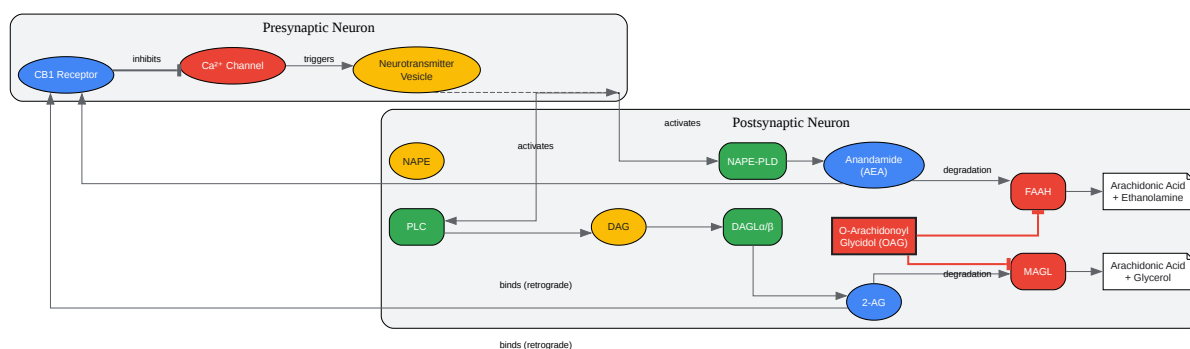 Presynaptic Neuron
CB1 Receptor
inhibits
Ca²⁺ Channel
triggers
Neurotransmitter
Vesicle
activates
activates
Postsynaptic Neuron
NAPE
NAPE-PLD
Anandamide
(AEA)
degradation
FAAH
Arachidonic Acid
+ Ethanolamine
PLC
DAG
DAGLα/β
O-Arachidonoyl
Glycidol (OAG)
MAGL
Arachidonic Acid
+ Glycerol
degradation
2-AG
binds (retrograde)
binds (retrograde)